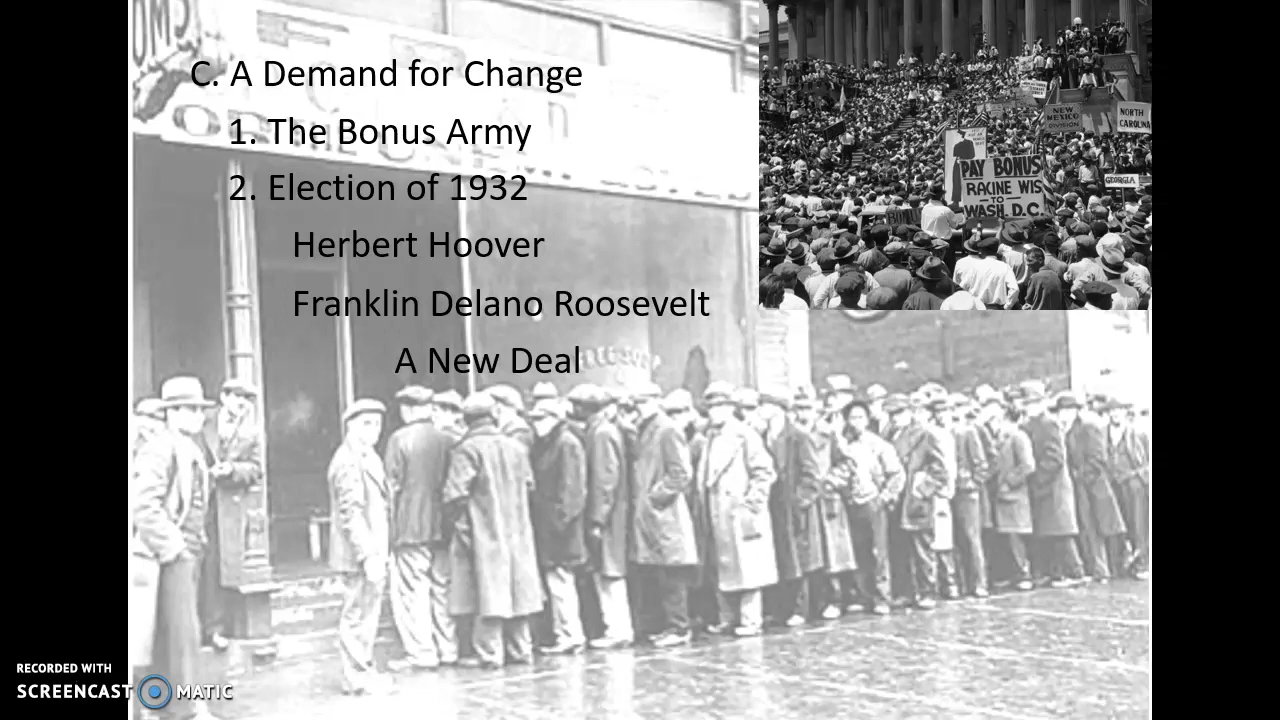 C. A Demand for Change
1. The Bonus Army
2. Election of 1932
Herbert Hoover
Franklin Delano Roosevelt
A New Deal
NEW
MEXICO
DIVISION
NORTH
CAROLINA
GEORGIA
PAY BONUS
RACINE WIS
— TO —
WASH. D.C.
RECORDED WITH
SCREENCAST MATIC